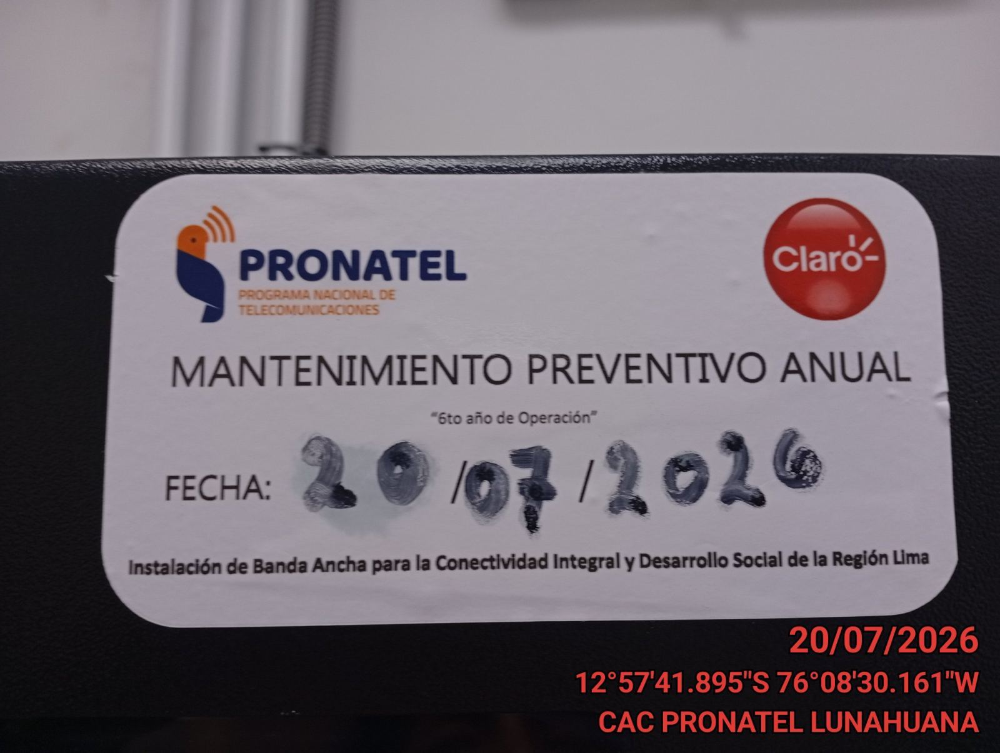 PRONATEL
PROGRAMA NACIONAL DE
TELECOMUNICACIONES
Claro
MANTENIMIENTO PREVENTIVO ANUAL
“6to año de Operación”
FECHA: 20/07/2026
Instalación de Banda Ancha para la Conectividad Integral y Desarrollo Social de la Región Lima
20/07/2026
12°57'41.895"S 76°08'30.161"W
CAC PRONATEL LUNAHUANA